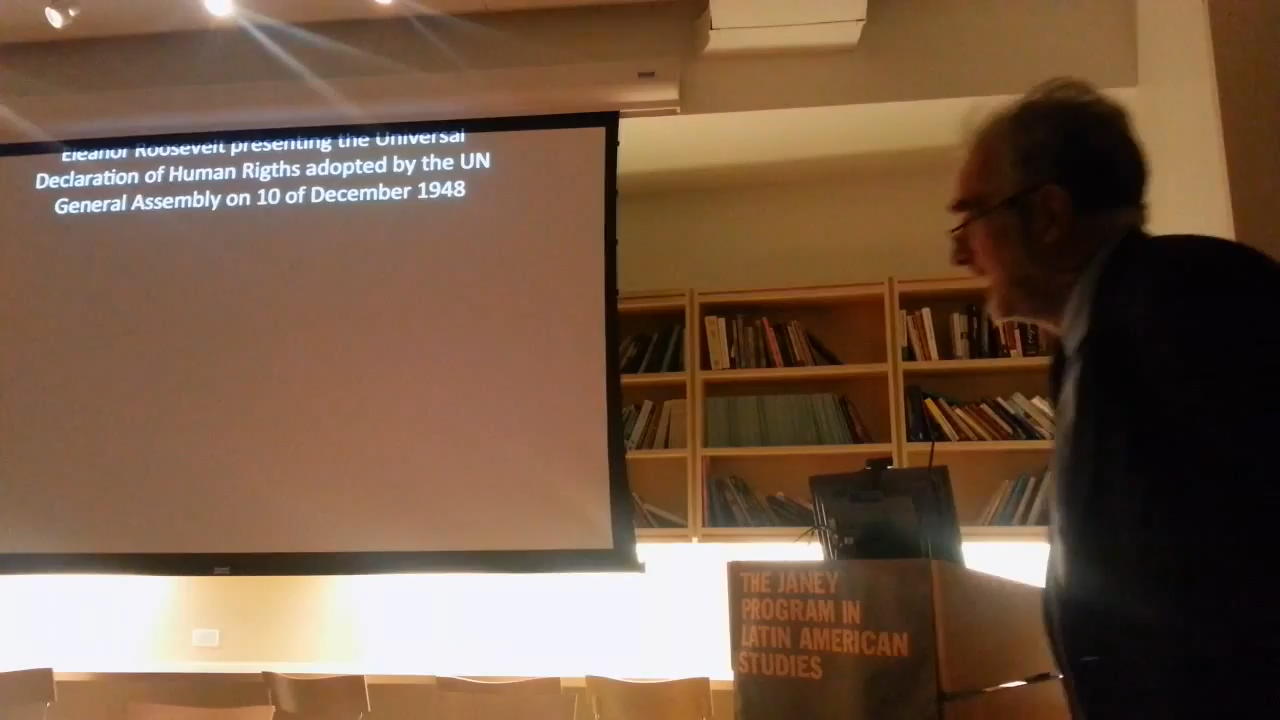 Eleanor Roosevelt presenting the Universal
Declaration of Human Rigths adopted by the UN
General Assembly on 10 of December 1948
THE JANEY
PROGRAM IN
LATIN AMERICAN
STUDIES